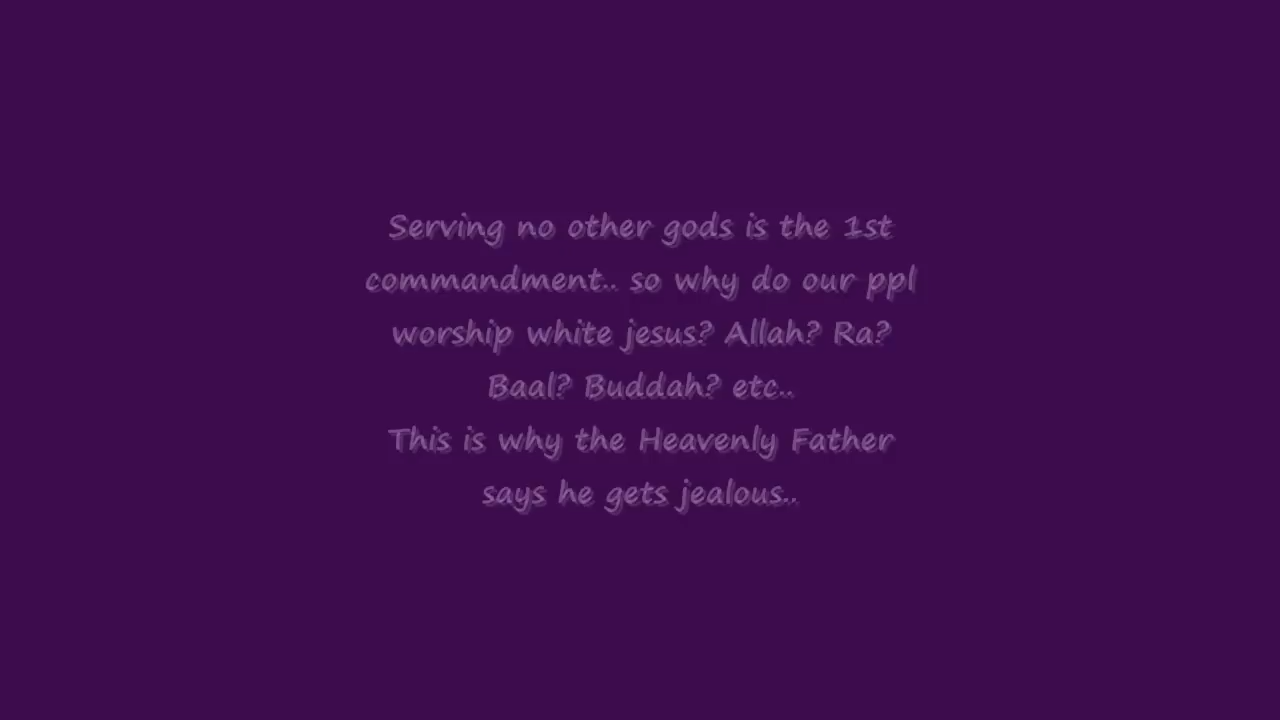 Serving no other gods is the 1st
commandment.. so why do our ppl
worship white jesus? Allah? Ra?
Baal? Buddah? etc..
This is why the Heavenly Father
says he gets jealous..